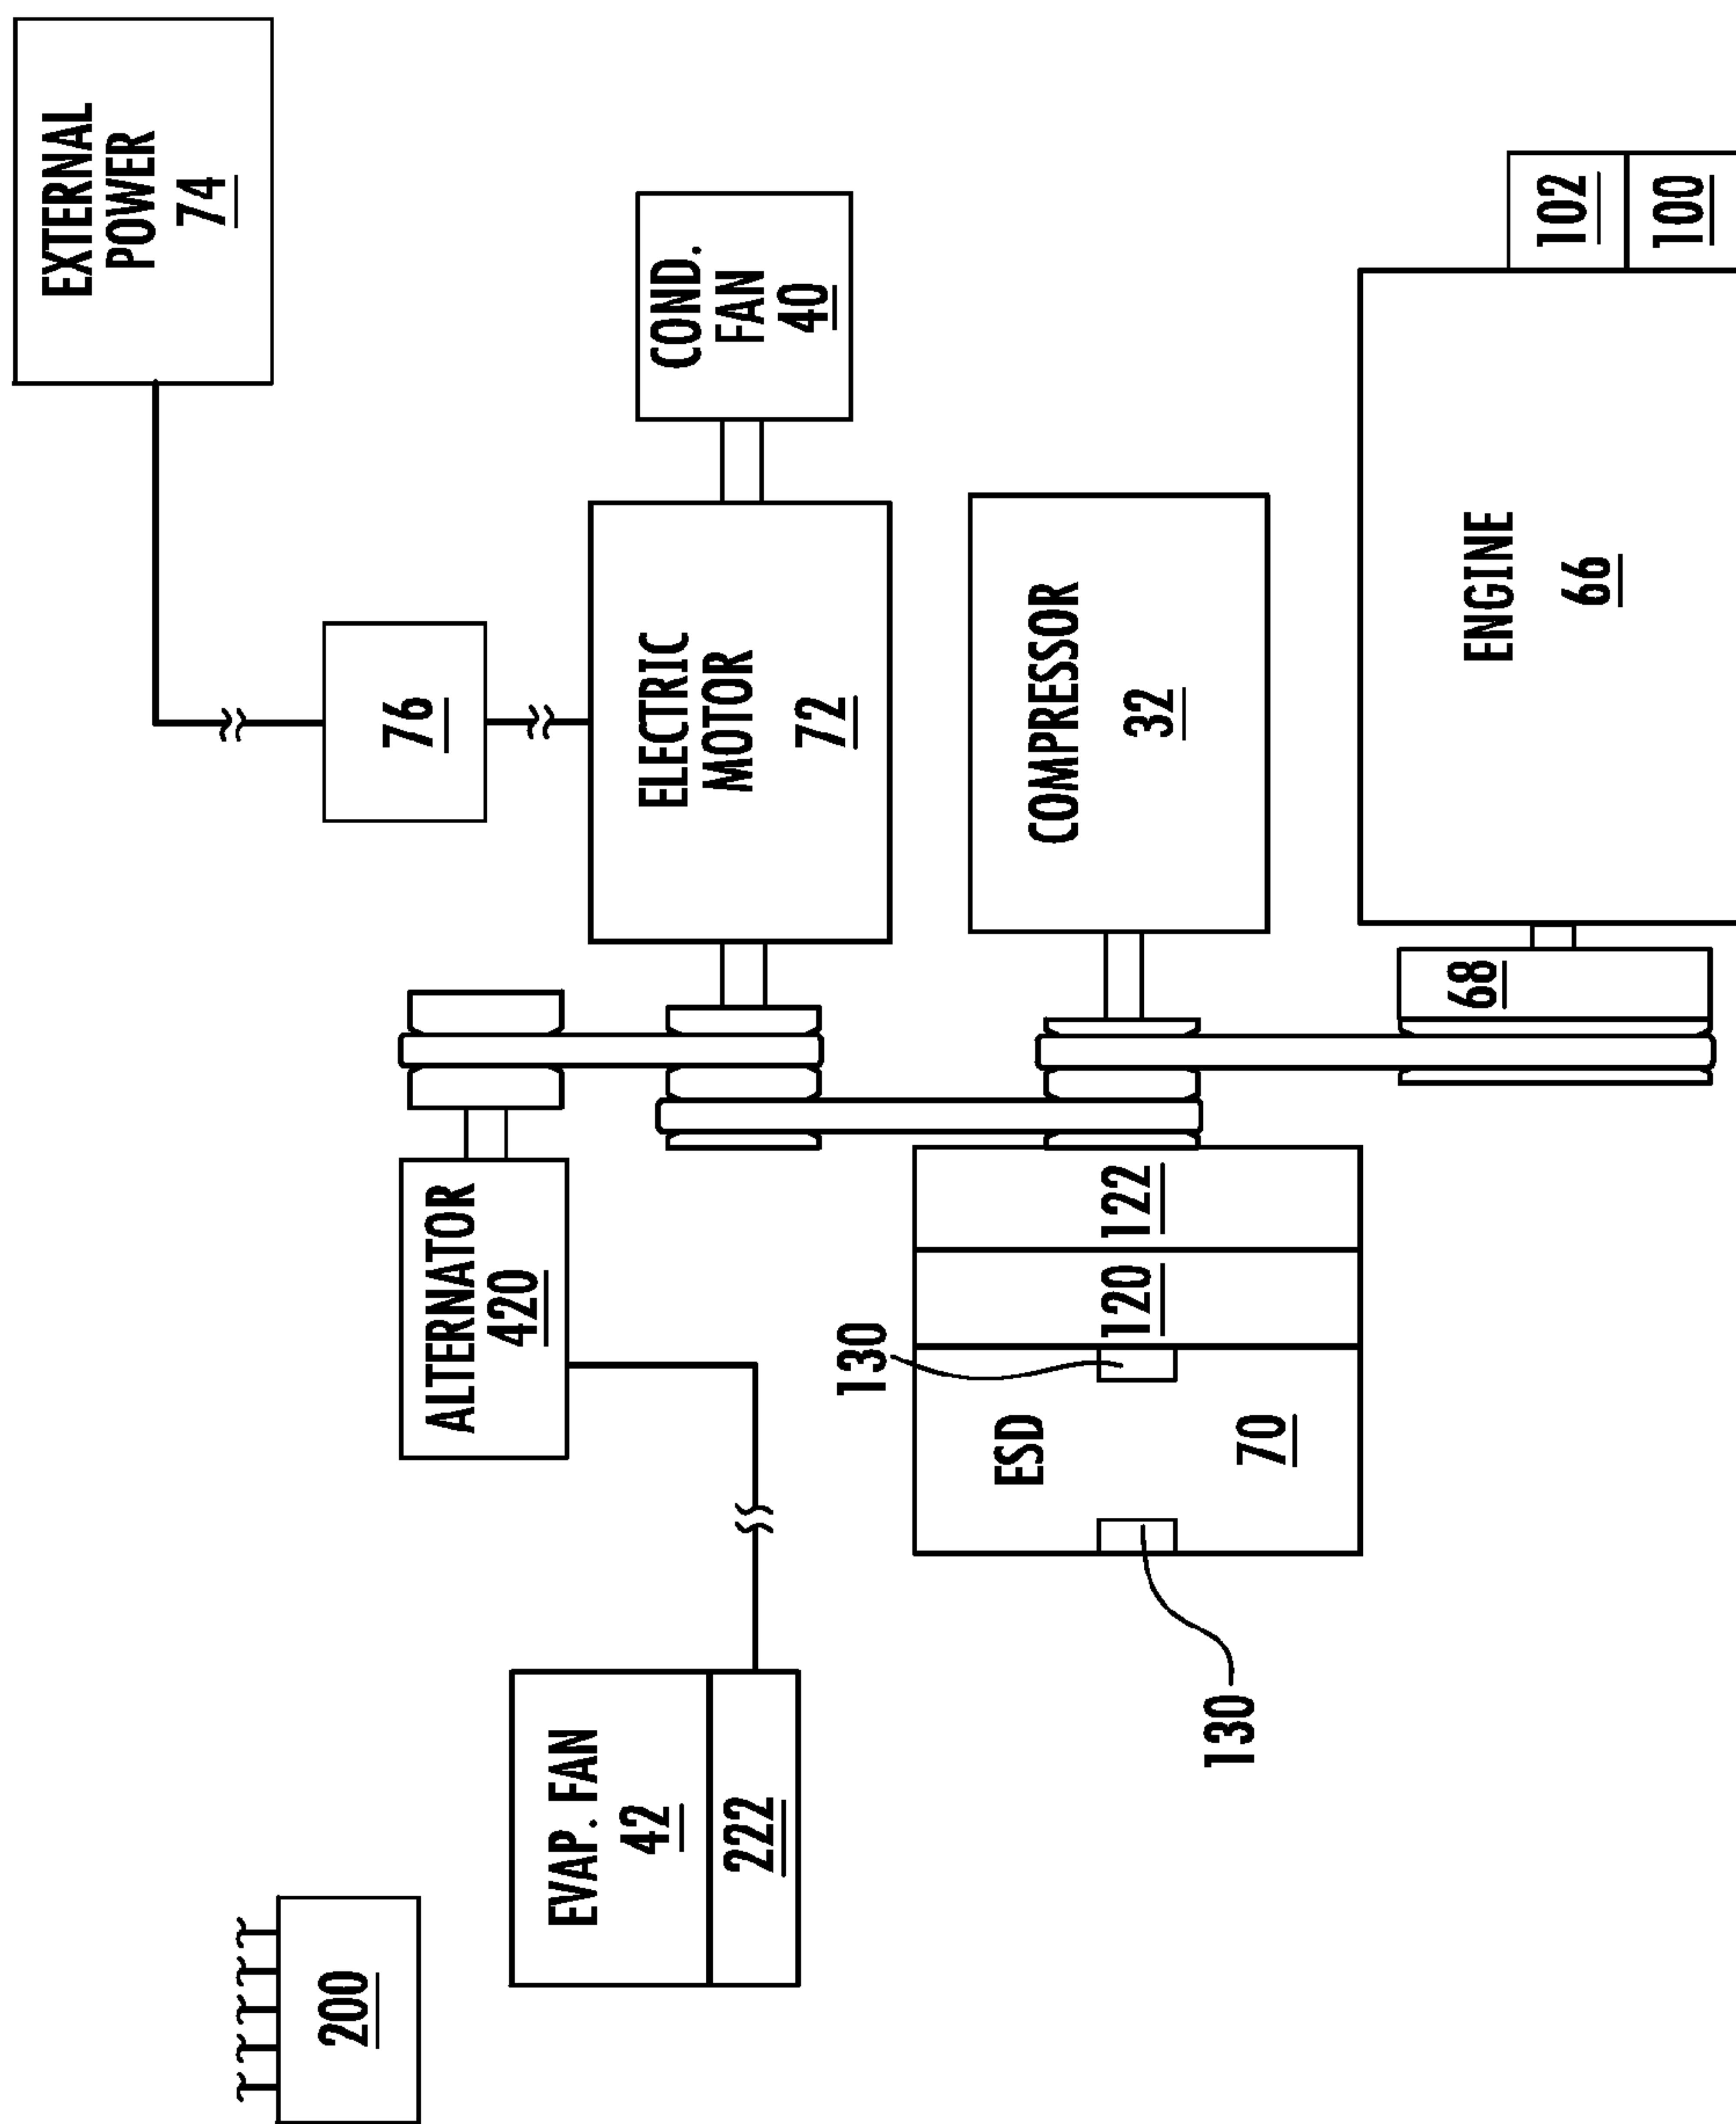 EXTERNAL
POWER
74
COND.
FAN
40
76
ELECTRIC
MOTOR
72
COMPRESSOR
32
102
100
ENGINE
66
68
ALTERNATOR
420
122
120
130
ESD
70
130
EVAP. FAN
42
222
200